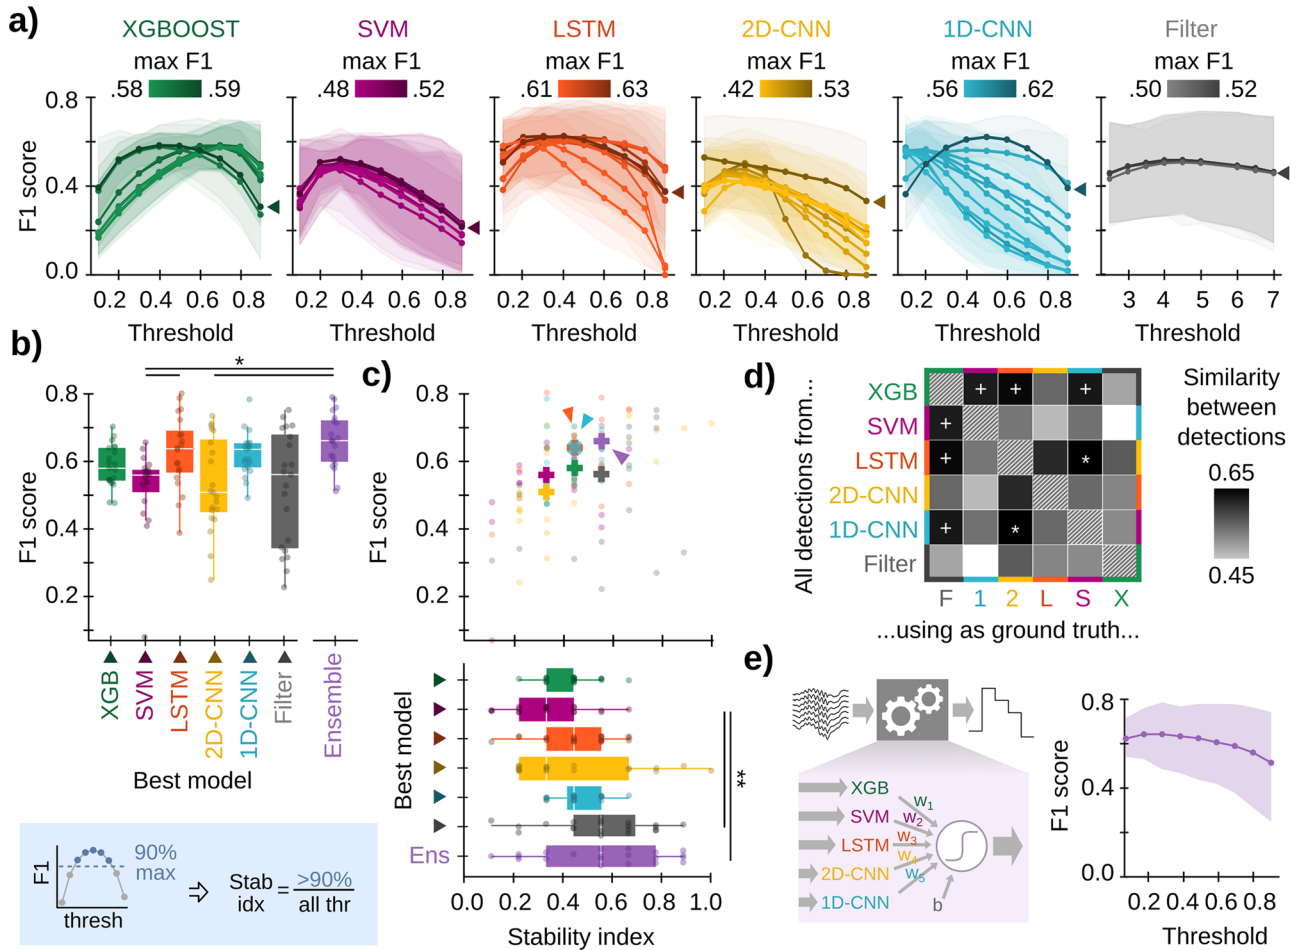 a)
XGBOOST SVM LSTM 2D-CNN 1D-CNN Filter
max F1 max F1 max F1 max F1 max F1 max F1
.58 .59 .48 .52 .61 .63 .42 .53 .56 .62 .50 .52
0.8
0.4
0.0
F1 score
0.2 0.4 0.6 0.8 0.2 0.4 0.6 0.8 0.2 0.4 0.6 0.8 0.2 0.4 0.6 0.8 0.2 0.4 0.6 0.8 3 4 5 6 7
Threshold Threshold Threshold Threshold Threshold Threshold
b)
*
F1 score
0.8
0.6
0.4
0.2
XGB SVM LSTM 2D-CNN 1D-CNN Filter Ensemble
Best model
F1
90%
max
thresh
Stab
idx
=
>90%
all thr
c)
F1 score
0.8
0.6
0.4
0.2
Best model
Ens
**
0.0 0.2 0.4 0.6 0.8 1.0
Stability index
d)
All detections from...
XGB + + +
SVM +
LSTM + *
2D-CNN
1D-CNN + *
Filter
F 1 2 L S X
...using as ground truth...
Similarity
between
detections
0.65
0.45
e)
XGB
SVM
LSTM
2D-CNN
1D-CNN
w1
w2
w3
w4
w5
b
F1 score
0.8
0.4
0.0
0.2 0.4 0.6 0.8
Threshold